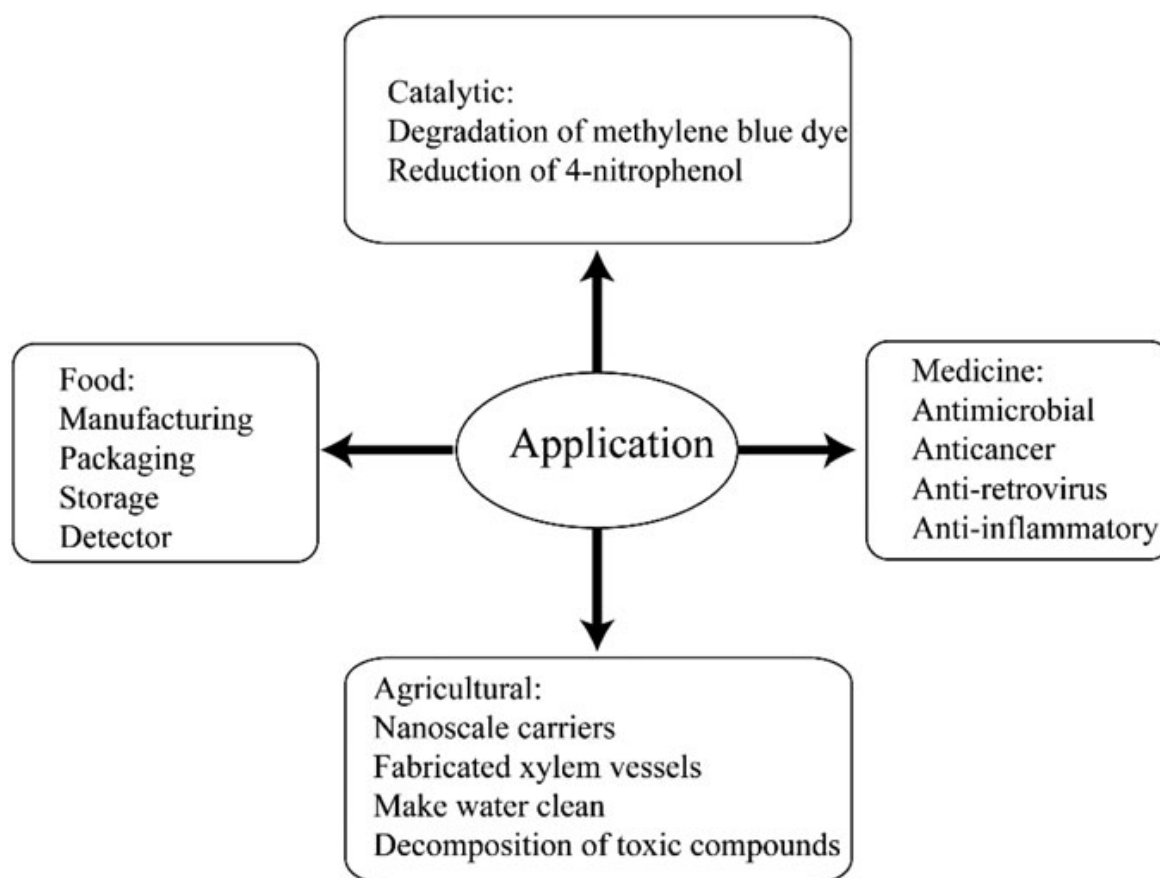 Catalytic:
Degradation of methylene blue dye
Reduction of 4-nitrophenol
Food:
Manufacturing
Packaging
Storage
Detector
Application
Medicine:
Antimicrobial
Anticancer
Anti-retrovirus
Anti-inflammatory
Agricultural:
Nanoscale carriers
Fabricated xylem vessels
Make water clean
Decomposition of toxic compounds